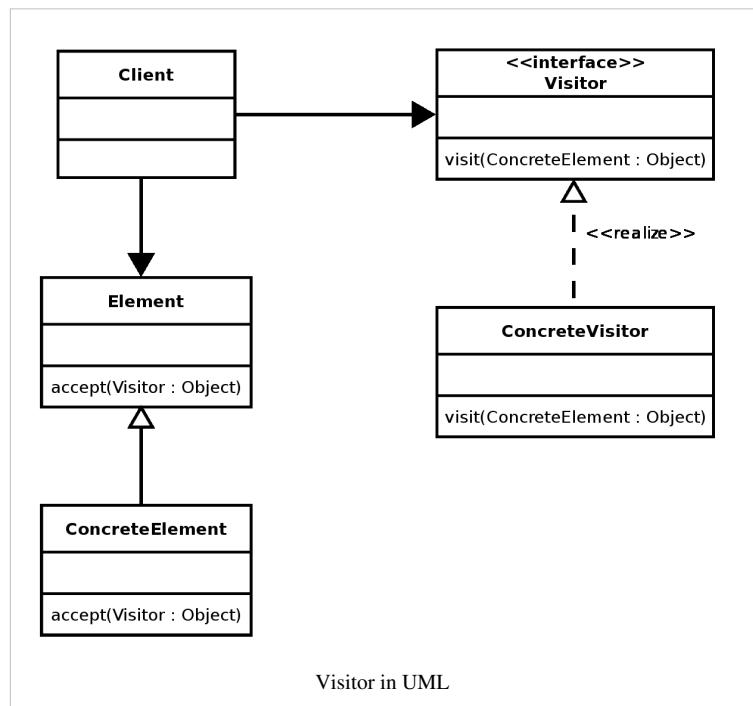 Client
<<interface>>
Visitor
visit(ConcreteElement : Object)
<<realize>>
Element
accept(Visitor : Object)
ConcreteVisitor
visit(ConcreteElement : Object)
ConcreteElement
accept(Visitor : Object)
Visitor in UML